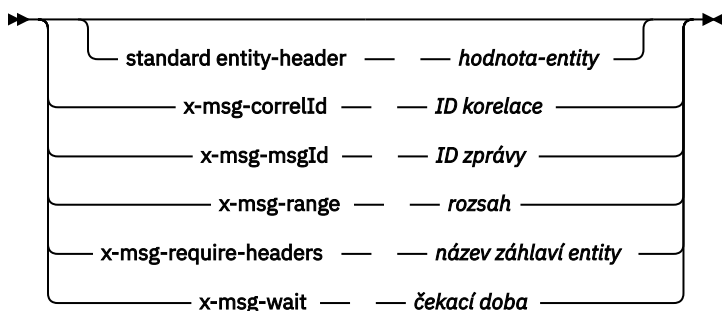 standard entity-header hodnota-entity
x-msg-correlId ID korelace
x-msg-msgId ID zprávy
x-msg-range rozsah
x-msg-require-headers název záhlaví entity
x-msg-wait čekací doba